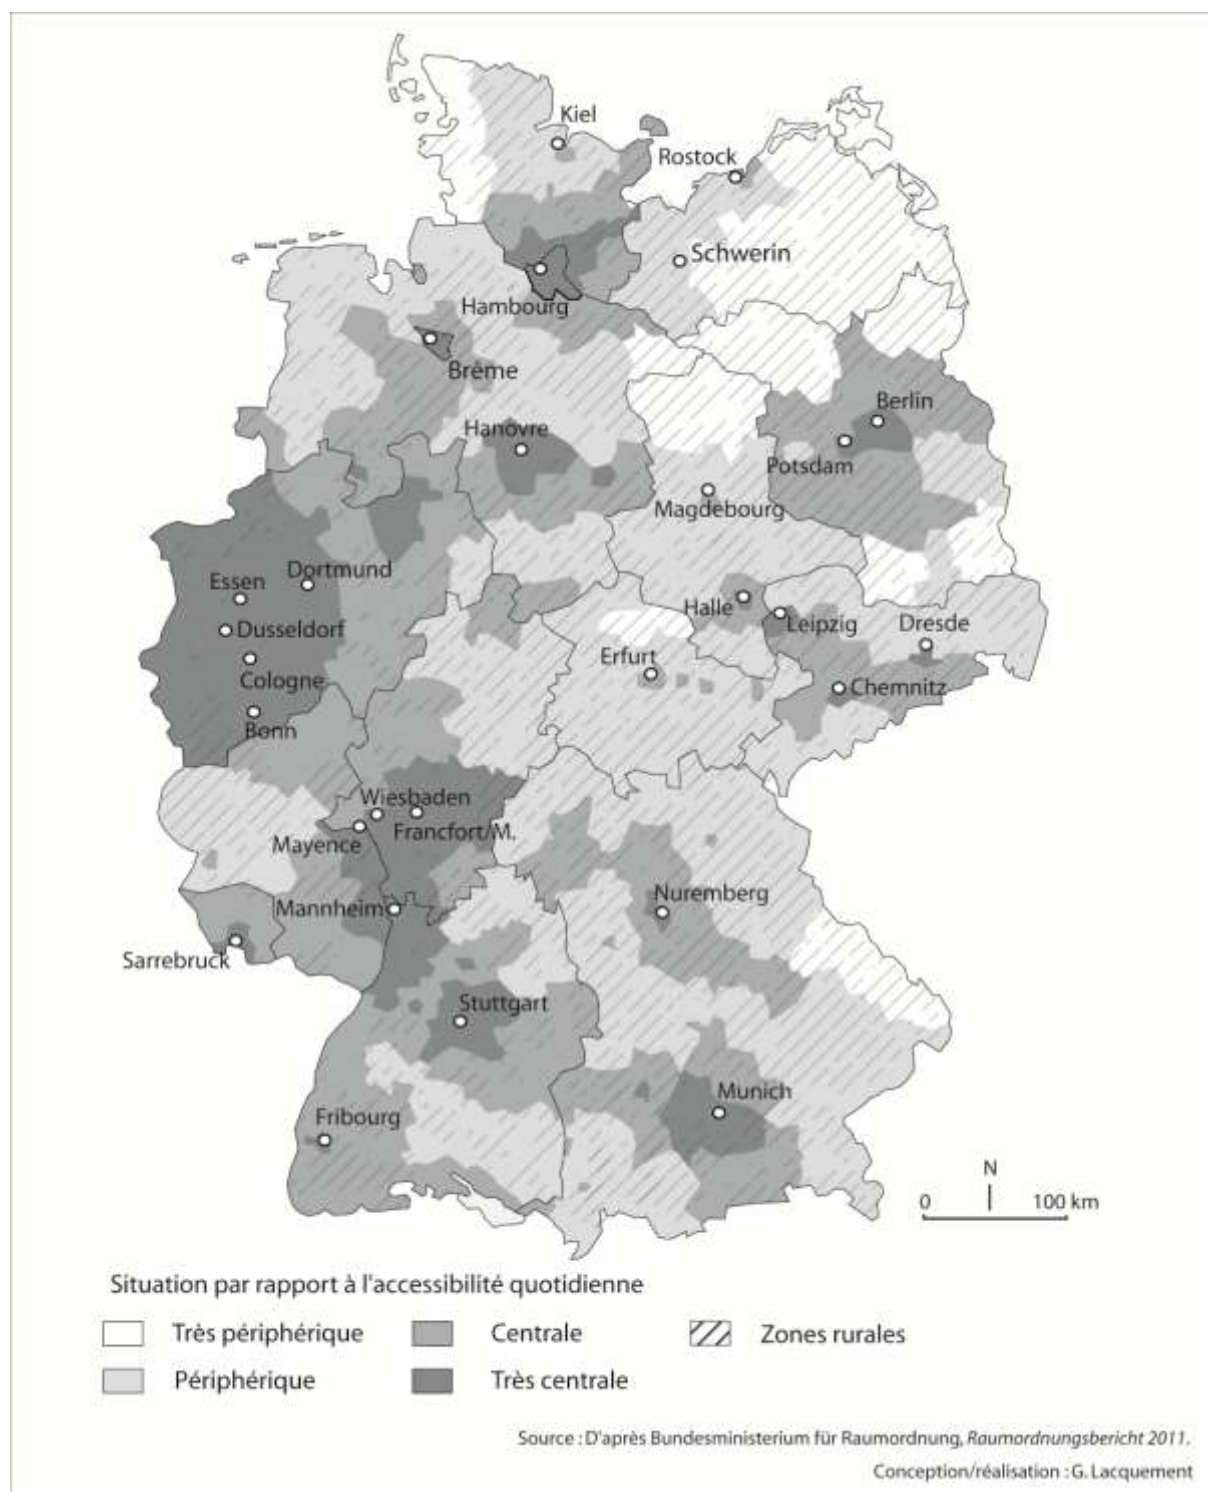 Kiel
Rostock
Schwerin
Hambourg
Brême
Berlin
Hanovre
Potsdam
Magdebourg
Dortmund
Essen
Halle
Leipzig
Dresde
Dusseldorf
Erfurt
Cologne
Chemnitz
Bonn
Wiesbaden
Francfort/M.
Mayence
Nuremberg
Mannheim
Sarrebruck
Stuttgart
Munich
Fribourg
N
0 100 km
Situation par rapport à l'accessibilité quotidienne
Très périphérique Centrale Zones rurales
Périphérique Très centrale
Source : D'après Bundesministerium für Raumordnung, Raumordnungsbericht 2011.
Conception/réalisation : G. Lacquement